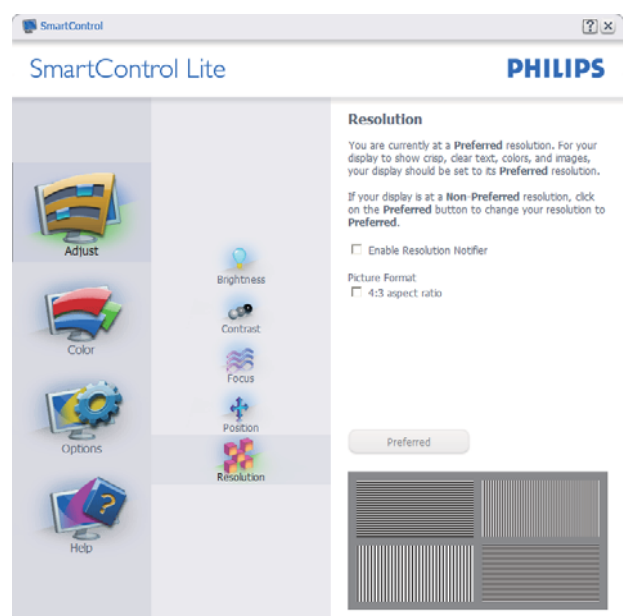 SmartControl
?
×
SmartControl Lite
PHILIPS
Adjust
Color
Options
?
Help
Brightness
Contrast
Focus
Position
Resolution
Resolution
You are currently at a Preferred resolution. For your
display to show crisp, clear text, colors, and images,
your display should be set to its Preferred resolution.
If your display is at a Non-Preferred resolution, click
on the Preferred button to change your resolution to
Preferred.
Enable Resolution Notifier
Picture Format
4:3 aspect ratio
Preferred